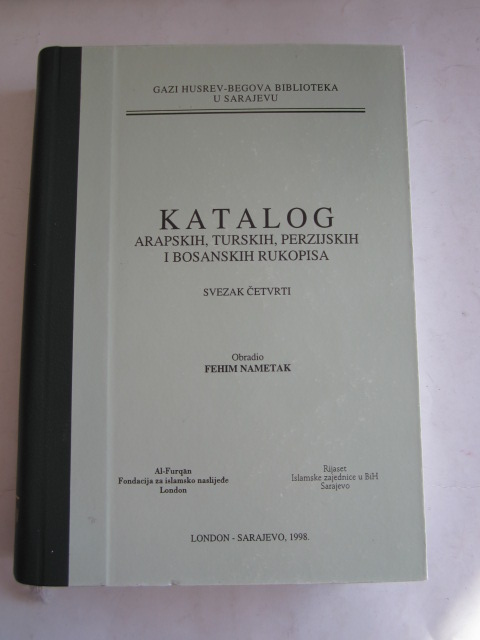 GAZI HUSREV-BEGOVA BIBLIOTEKA
U SARAJEVU
KATALOG
ARAPSKIH, TURSKIH, PERZIJSKIH
I BOSANSKIH RUKOPISA
SVEZAK ČETVRTI
Obradio
FEHIM NAMETAK
Al-Furqān
Fondacija za islamsko naslijeđe
London
Rijaset
Islamske zajednice u BiH
Sarajevo
LONDON - SARAJEVO, 1998.